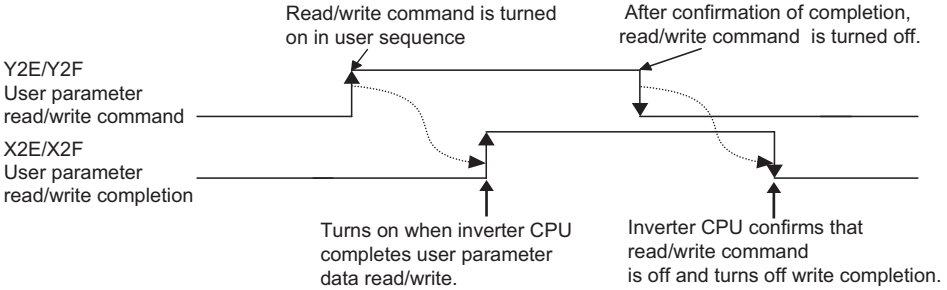 Read/write command is turned
on in user sequence
After confirmation of completion,
read/write command is turned off.
Y2E/Y2F
User parameter
read/write command
X2E/X2F
User parameter
read/write completion
Turns on when inverter CPU
completes user parameter
data read/write.
Inverter CPU confirms that
read/write command
is off and turns off write completion.